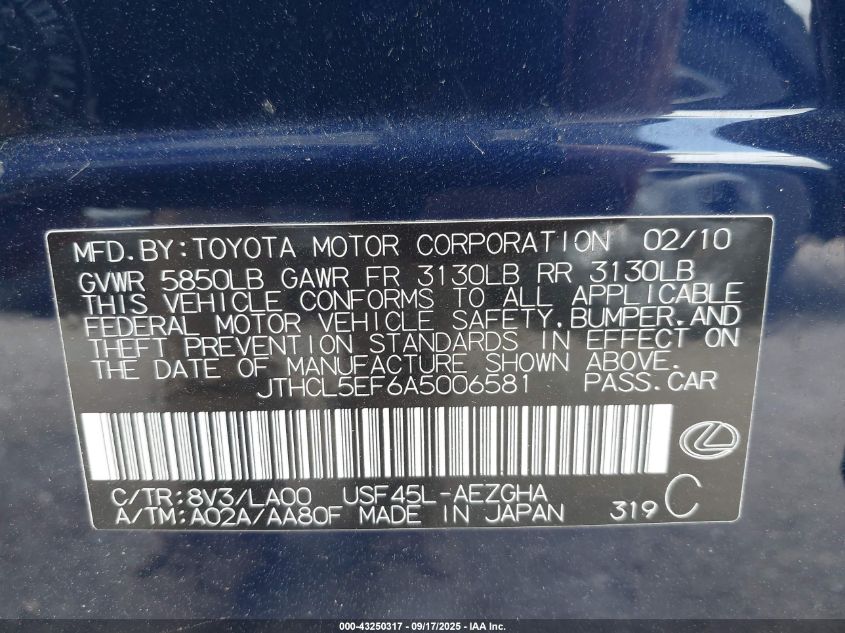 MFD.BY:TOYOTA MOTOR CORPORATION 02/10
GVWR 5850LB GAWR FR 3130LB RR 3130LB
THIS VEHICLE CONFORMS TO ALL APPLICABLE
FEDERAL MOTOR VEHICLE SAFETY,BUMPER,AND
THEFT PREVENTION STANDARDS IN EFFECT ON
THE DATE OF MANUFACTURE SHOWN ABOVE.
JTHCL5EF6A5006581 PASS.CAR
C/TR:8V3/LA00 USF45L-AEZGHA
A/TM:A02A/AA80F MADE IN JAPAN 319 C
000-43250317 - 09/17/2025 - IAA Inc.